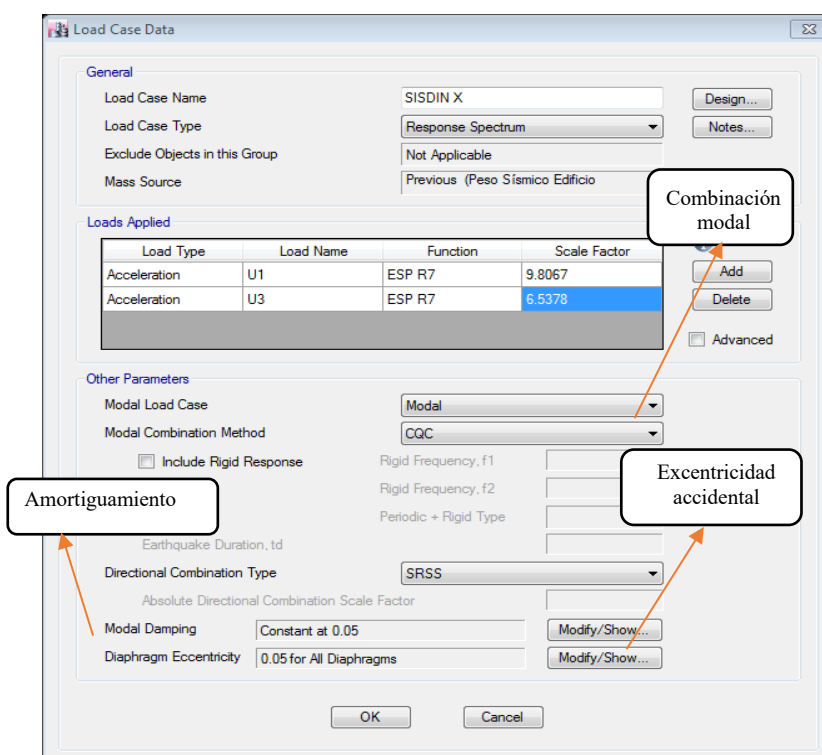 Load Case Data
General
Load Case Name SISDIN X Design...
Load Case Type Response Spectrum Notes...
Exclude Objects in this Group Not Applicable
Mass Source Previous (Peso Sísmico Edificio
Combinación
modal
Loads Applied
Load Type Load Name Function Scale Factor
Acceleration U1 ESP R7 9.8067 Add
Acceleration U3 ESP R7 6.5378 Delete
Advanced
Other Parameters
Modal Load Case Modal
Modal Combination Method CQC
Include Rigid Response Rigid Frequency, f1
Rigid Frequency, f2
Excentricidad
accidental
Amortiguamiento
Periodic + Rigid Type
Earthquake Duration, td
Directional Combination Type SRSS
Absolute Directional Combination Scale Factor
Modal Damping Constant at 0.05 Modify/Show...
Diaphragm Eccentricity 0.05 for All Diaphragms Modify/Show...
OK Cancel